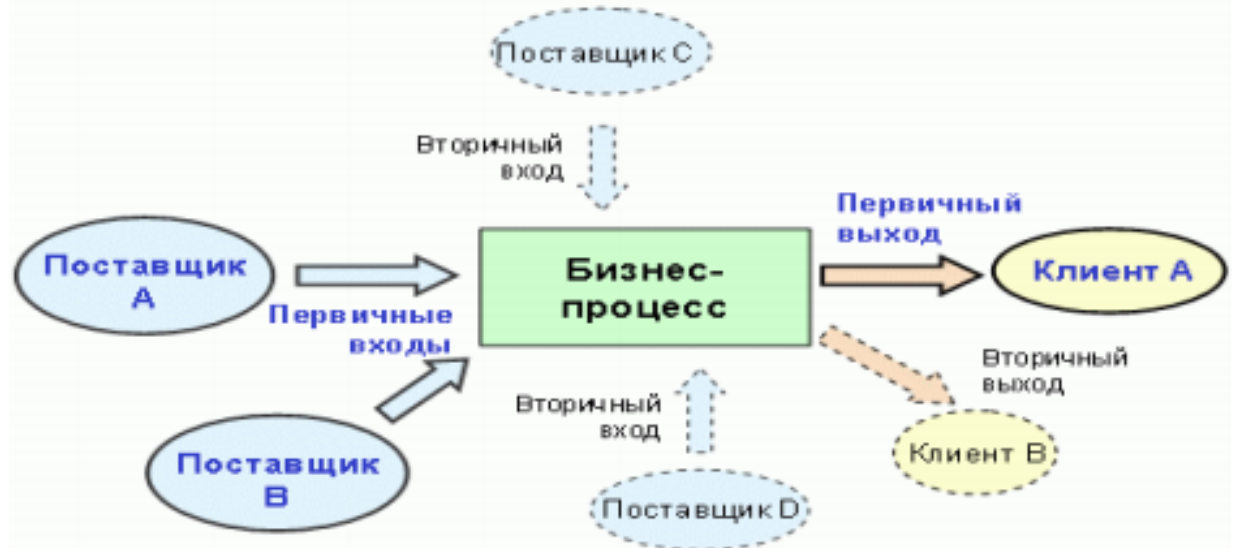 Поставщик C
Вторичный
вход
Первичный
выход
Поставщик
A
Бизнес-
процесс
Клиент A
Первичные
входы
Вторичный
выход
Вторичный
вход
Клиент B
Поставщик
B
Поставщик D